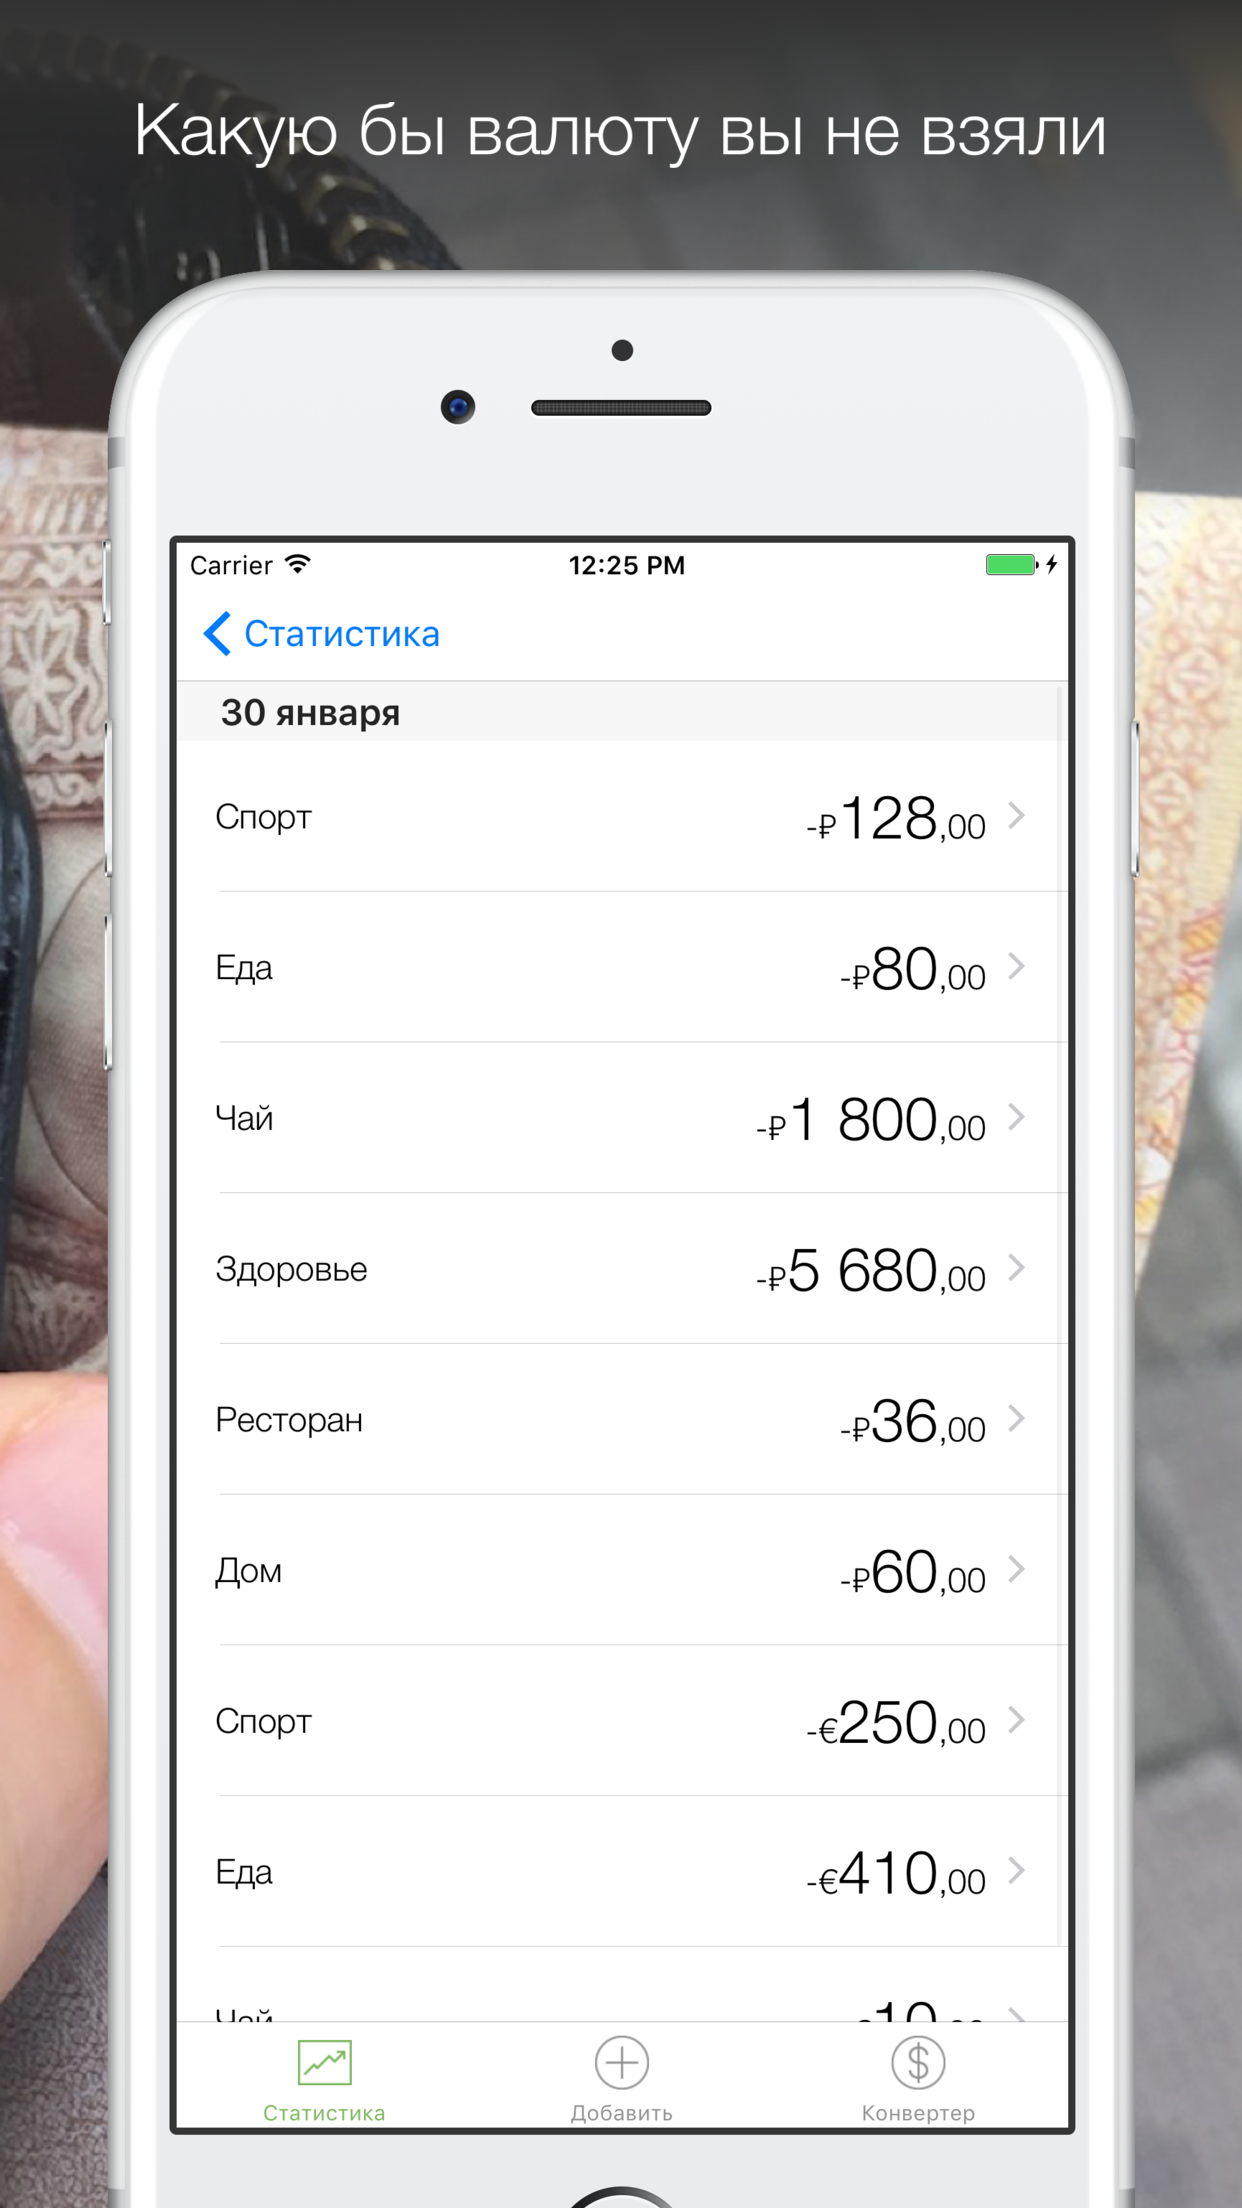 Какую бы валюту вы не взяли
Carrier 12:25 PM
Статистика
30 января
Спорт -₽128,00
Еда -₽80,00
Чай -₽1 800,00
Здоровье -₽5 680,00
Ресторан -₽36,00
Дом -₽60,00
Спорт -€250,00
Еда -€410,00
Чай
Статистика Добавить Конвертер